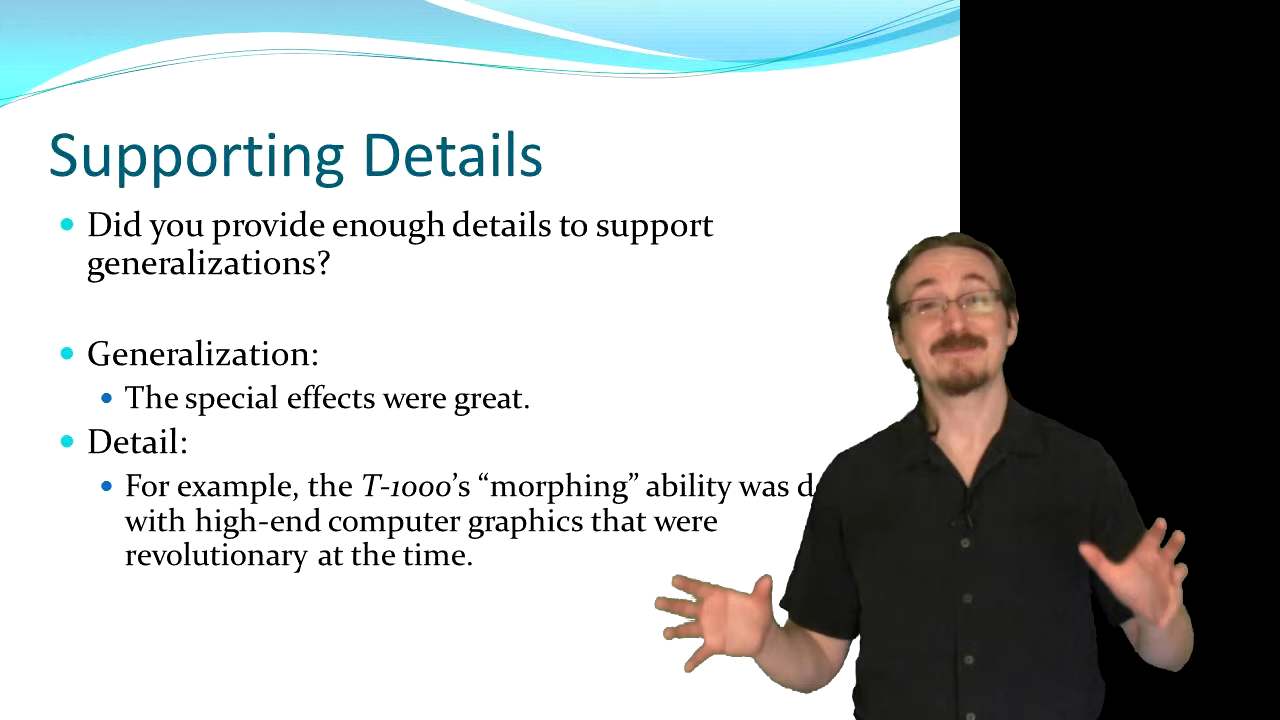 Supporting Details
Did you provide enough details to support
generalizations?
Generalization:
The special effects were great.
Detail:
For example, the T-1000’s “morphing” ability was
with high-end computer graphics that were
revolutionary at the time.